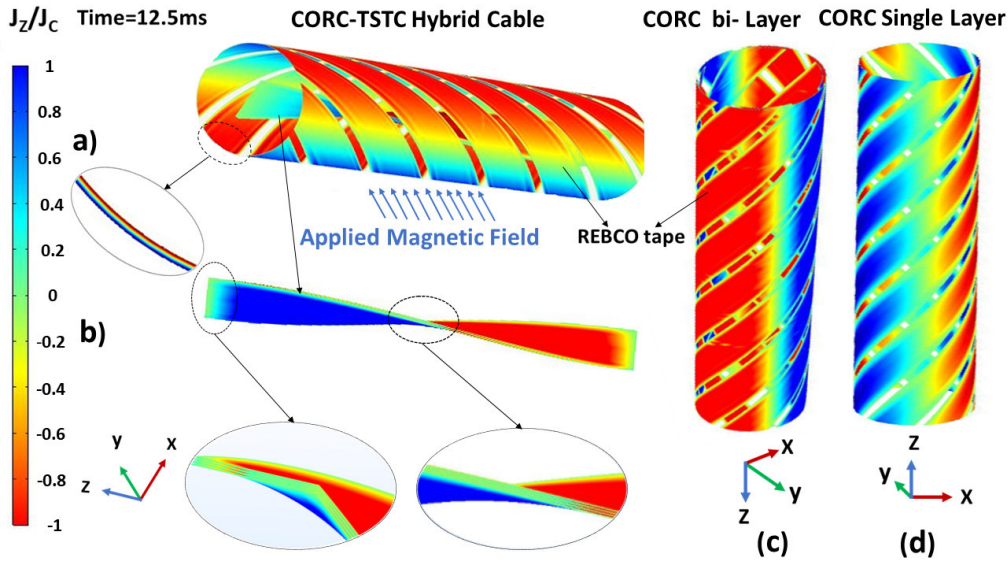 J_Z/J_C
Time=12.5ms
CORC-TSTC Hybrid Cable
CORC bi- Layer
CORC Single Layer
1
0.8
0.6
0.4
0.2
0
-0.2
-0.4
-0.6
-0.8
-1
a)
Applied Magnetic Field
REBCO tape
b)
y
x
z
X
y
Z
Z
y
X
(c)
(d)